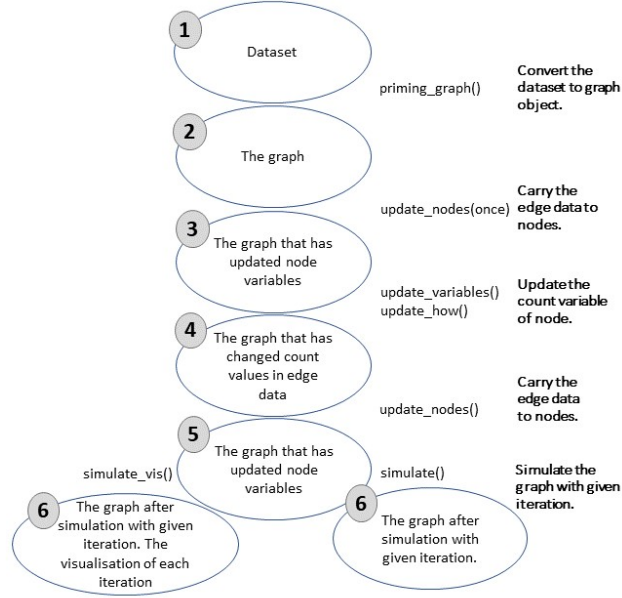 1
Dataset
priming_graph()
Convert the
dataset to graph
object.
2
The graph
update_nodes(once)
Carry the
edge data to
nodes.
3
The graph that has
updated node
variables
update_variables()
update_how()
Update the
count variable
of node.
4
The graph that has
changed count
values in edge
data
update_nodes()
Carry the
edge data
to nodes.
5
The graph that has
updated node
variables
simulate_vis()
simulate()
Simulate the
graph with given
iteration.
6
The graph after
simulation with given
iteration. The
visualisation of each
iteration
6
The graph after
simulation with
given iteration.